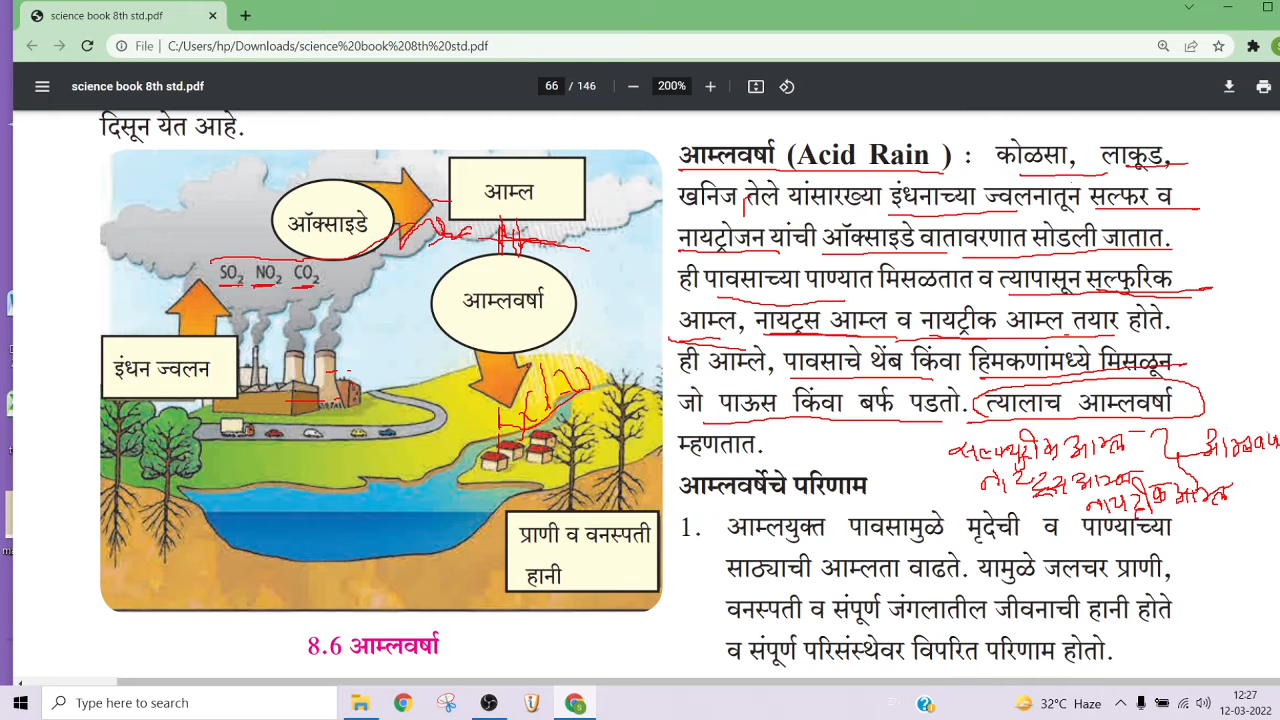 science book 8th std.pdf
File
C:/Users/hp/Downloads/science%20book%208th%20std.pdf
science book 8th std.pdf
66 / 146
200%
दिसून येत आहे.
आम्ल
ऑक्साइडे
SO2 NO2 CO2
आम्लवर्षा
इंधन ज्वलन
प्राणी व वनस्पती
हानी
8.6 आम्लवर्षा
आम्लवर्षा (Acid Rain ) : कोळसा, लाकूड,
खनिज तेले यांसारख्या इंधनाच्या ज्वलनातून सल्फर व
नायट्रोजन यांची ऑक्साइडे वातावरणात सोडली जातात.
ही पावसाच्या पाण्यात मिसळतात व त्यापासून सल्फुरिक
आम्ल, नायट्रस आम्ल व नायट्रीक आम्ल तयार होते.
ही आम्ले, पावसाचे थेंब किंवा हिमकणांमध्ये मिसळून
जो पाऊस किंवा बर्फ पडतो. त्यालाच आम्लवर्षा
म्हणतात.
आम्ल
आम्लवर्षेचे परिणाम
1. आम्लयुक्त पावसामुळे मृदेची व पाण्याच्या
साठ्याची आम्लता वाढते. यामुळे जलचर प्राणी,
वनस्पती व संपूर्ण जंगलातील जीवनाची हानी होते
व संपूर्ण परिसंस्थेवर विपरित परिणाम होतो.
Type here to search
32°C Haze
12:27
12-03-2022